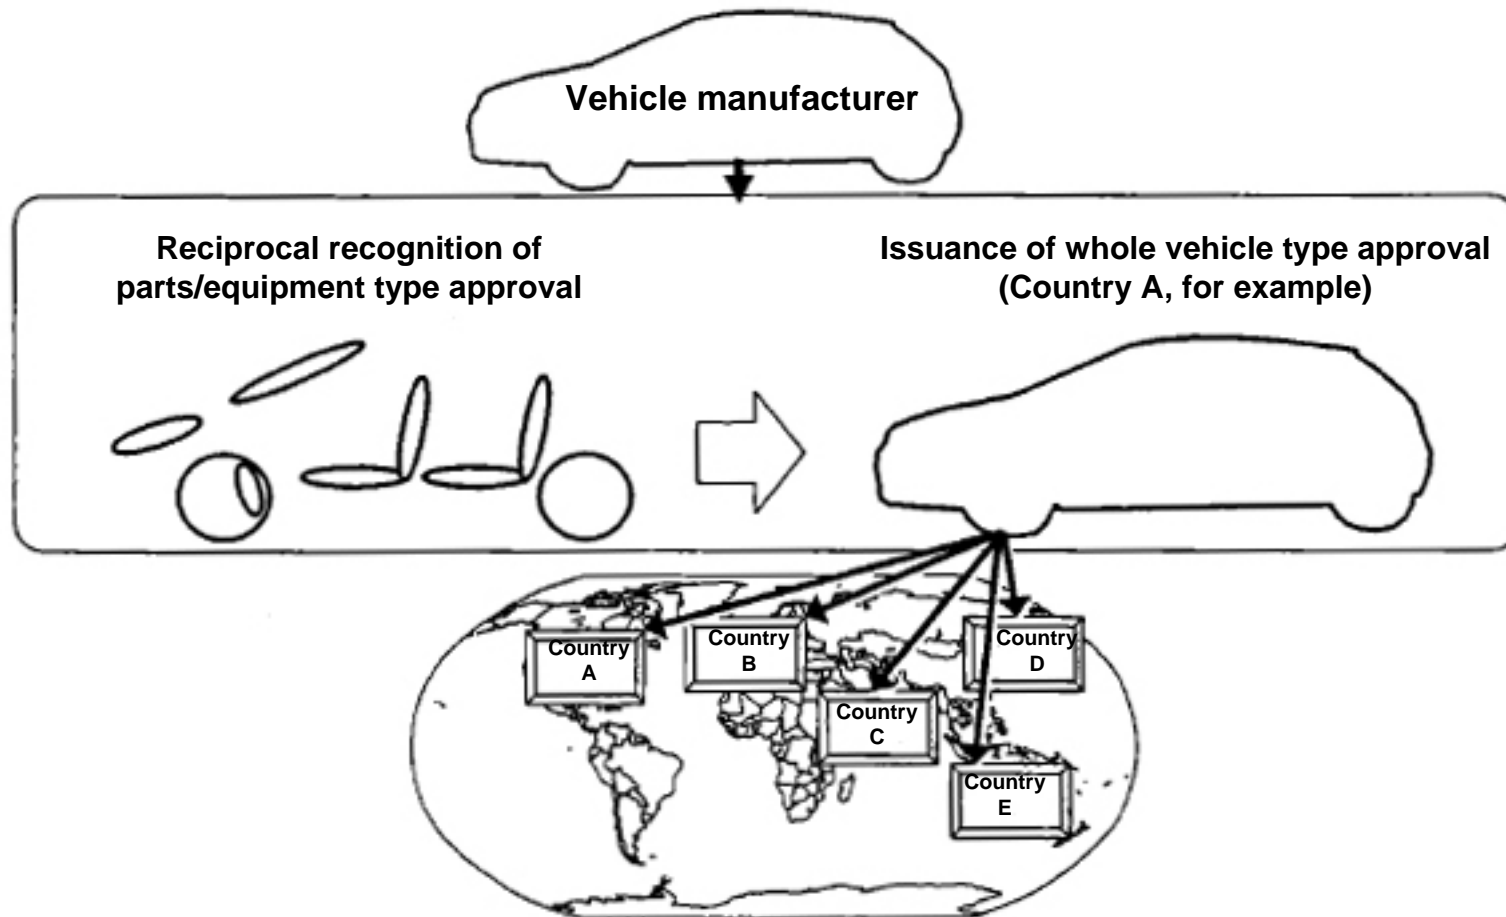 Vehicle manufacturer
Reciprocal recognition of
parts/equipment type approval
Issuance of whole vehicle type approval
(Country A, for example)
Country
A
Country
B
Country
C
Country
D
Country
E